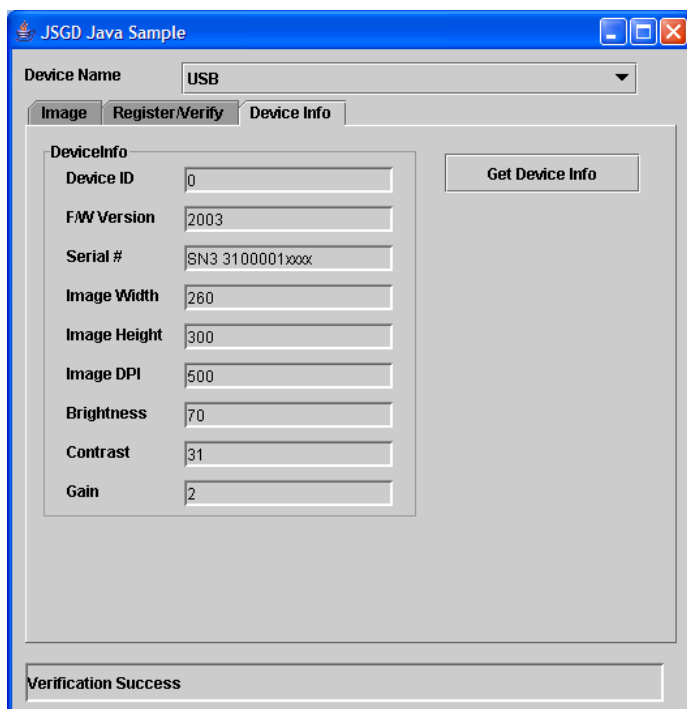 JSGD Java Sample
Device Name USB
Image Register/Verify Device Info
DeviceInfo
Get Device Info
Device ID 0
F/W Version 2003
Serial # SN3 3100001xxxx
Image Width 260
Image Height 300
Image DPI 500
Brightness 70
Contrast 31
Gain 2
Verification Success